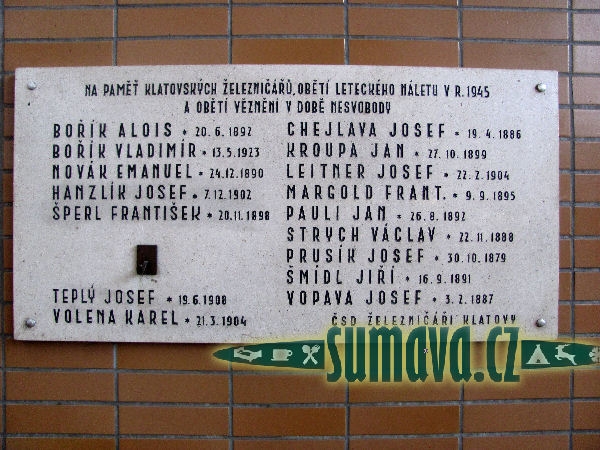 NA PAMĚŤ KLATOVSKÝCH ŽELEZNIČÁŘŮ, OBĚTÍ LETECKÉHO NÁLETU V R. 1945
A OBĚTÍ VĚZNĚNÍ V DOBĚ NESVOBODY
BOŘÍK ALOIS * 20.6.1892
BOŘÍK VLADIMÍR * 13.5.1923
NOVÁK EMANUEL * 24.12.1890
HANZLÍK JOSEF * 7.12.1902
ŠPERL FRANTIŠEK * 20.11.1898
TEPLÝ JOSEF * 19.6.1908
VOLENA KAREL * 21.3.1904
CHEJLAVA JOSEF * 19.4.1886
KROUPA JAN * 27.10.1899
LEITNER JOSEF * 22.2.1904
MARGOLD FRANT. * 9.9.1895
PAULI JAN * 26.8.1892
STRYCH VÁCLAV * 22.11.1888
PRUSÍK JOSEF * 30.10.1879
ŠMÍDL JIŘÍ * 16.9.1891
VOPAVA JOSEF * 3.2.1887
ČSD ŽELEZNIČÁŘI KLATOVY
sumava.cz